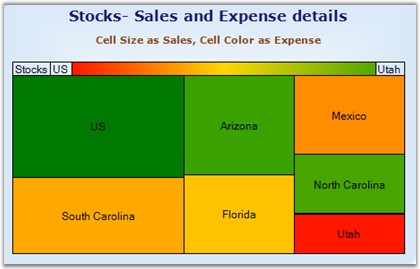 Stocks- Sales and Expense details
Cell Size as Sales, Cell Color as Expense
Stocks US Utah
US Arizona Mexico
North Carolina
South Carolina Florida
Utah